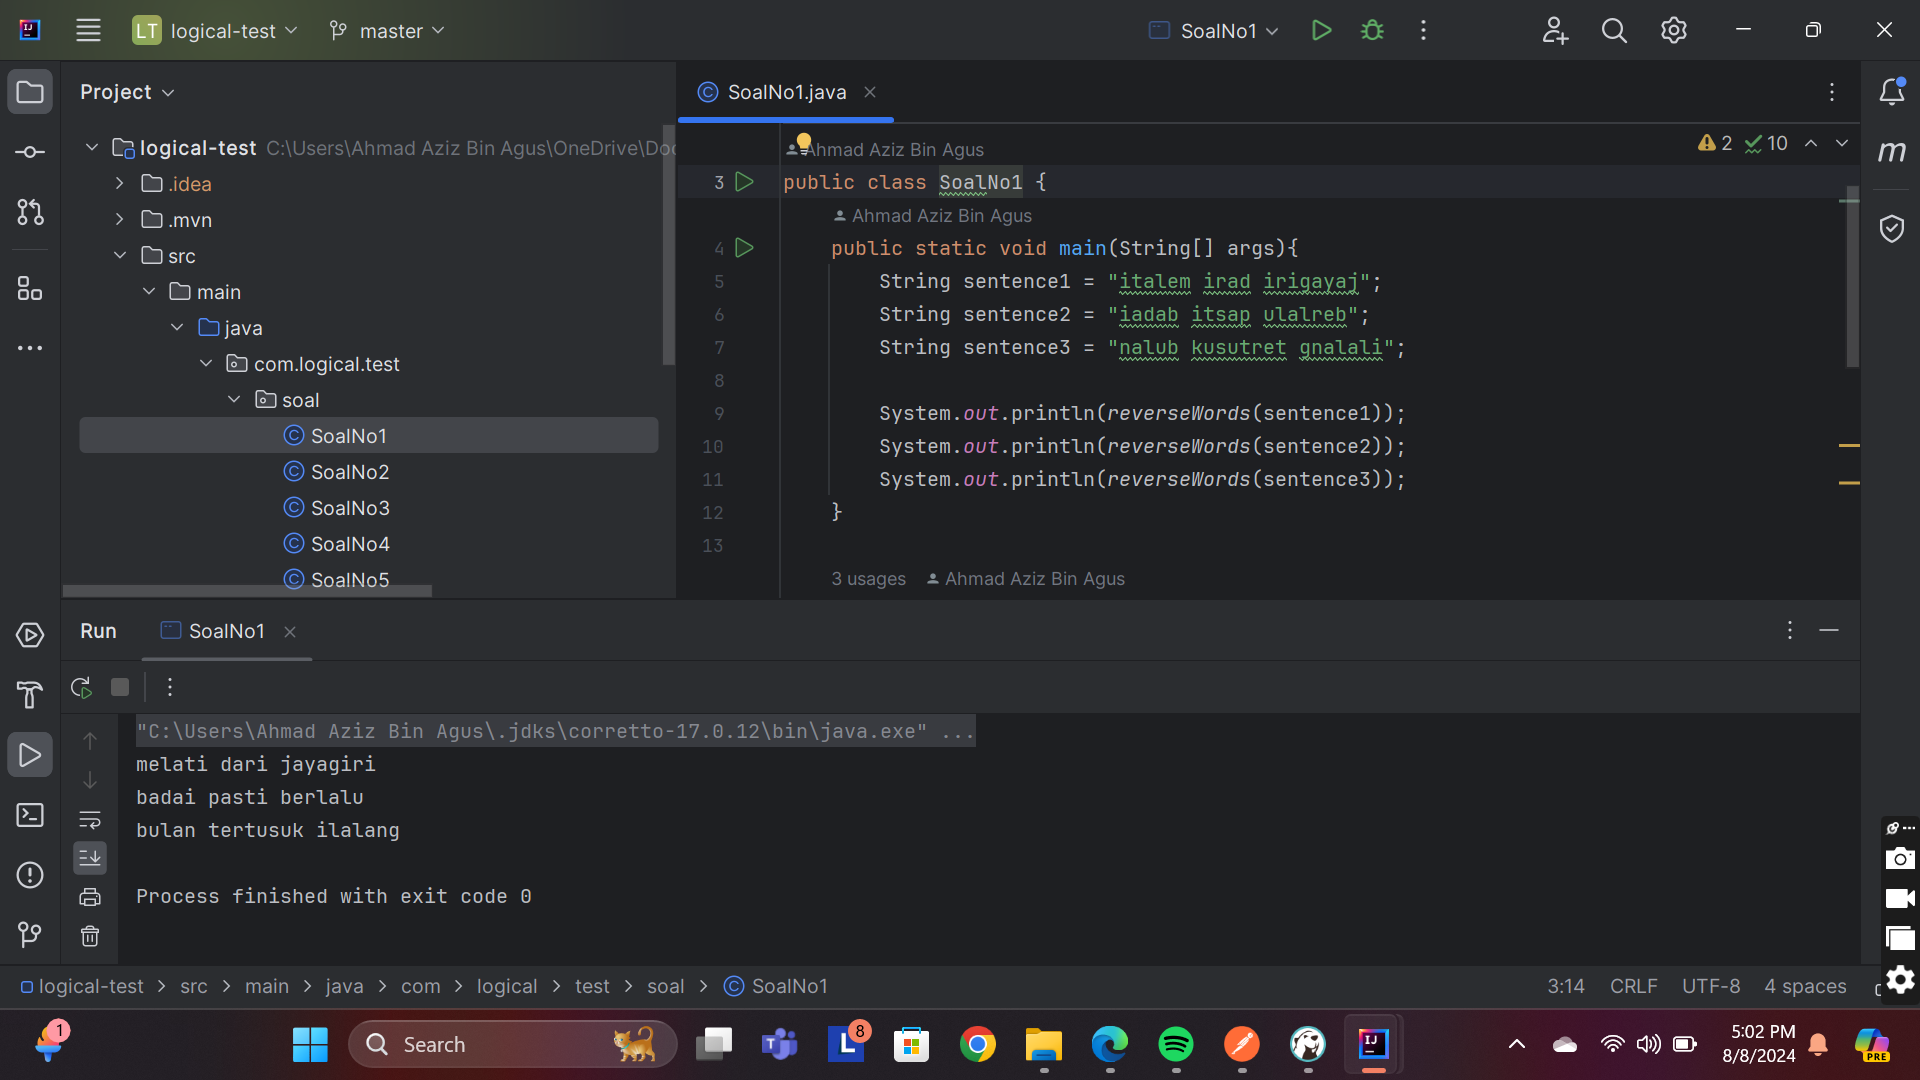 LT logical-test master SoalNo1
Project
SoalNo1.java
logical-test C:\Users\Ahmad Aziz Bin Agus\OneDrive\Doc
.idea
.mvn
src
main
java
com.logical.test
soal
SoalNo1
SoalNo2
SoalNo3
SoalNo4
SoalNo5
Ahmad Aziz Bin Agus
2 10
3 public class SoalNo1 {
Ahmad Aziz Bin Agus
4 public static void main(String[] args){
5 String sentence1 = "italem irad irigayaj";
6 String sentence2 = "iadab itsap ulalreb";
7 String sentence3 = "nalub kusutret gnalali";
8
9 System.out.println(reverseWords(sentence1));
10 System.out.println(reverseWords(sentence2));
11 System.out.println(reverseWords(sentence3));
12 }
13
3 usages Ahmad Aziz Bin Agus
m
Run SoalNo1
"C:\Users\Ahmad Aziz Bin Agus\.jdks\corretto-17.0.12\bin\java.exe" ...
melati dari jayagiri
badai pasti berlalu
bulan tertusuk ilalang
Process finished with exit code 0
logical-test > src > main > java > com > logical > test > soal > SoalNo1
3:14 CRLF UTF-8 4 spaces
1
Search
T
L 8
IJ
5:02 PM
8/8/2024
PRE